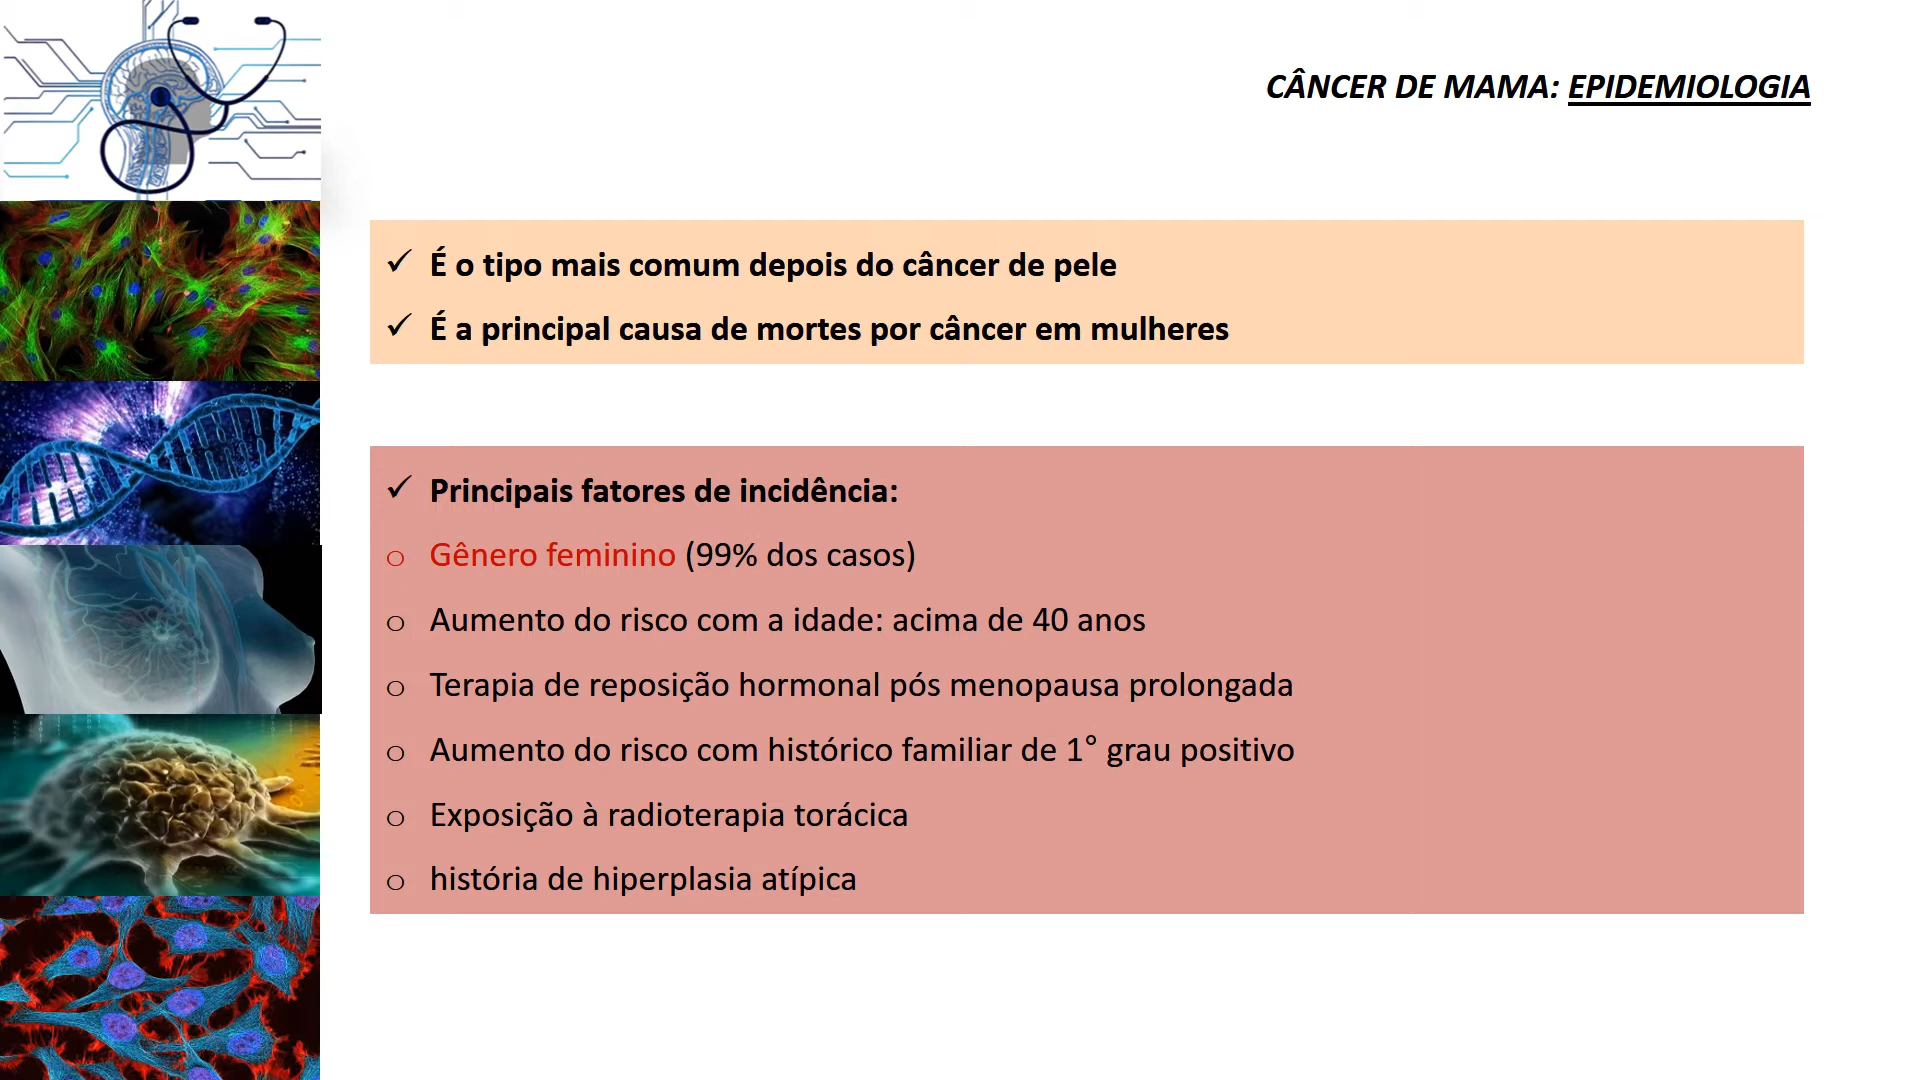 CÂNCER DE MAMA: EPIDEMIOLOGIA
✓ É o tipo mais comum depois do câncer de pele
✓ É a principal causa de mortes por câncer em mulheres
✓ Principais fatores de incidência:
o Gênero feminino (99% dos casos)
o Aumento do risco com a idade: acima de 40 anos
o Terapia de reposição hormonal pós menopausa prolongada
o Aumento do risco com histórico familiar de 1° grau positivo
o Exposição à radioterapia torácica
o história de hiperplasia atípica